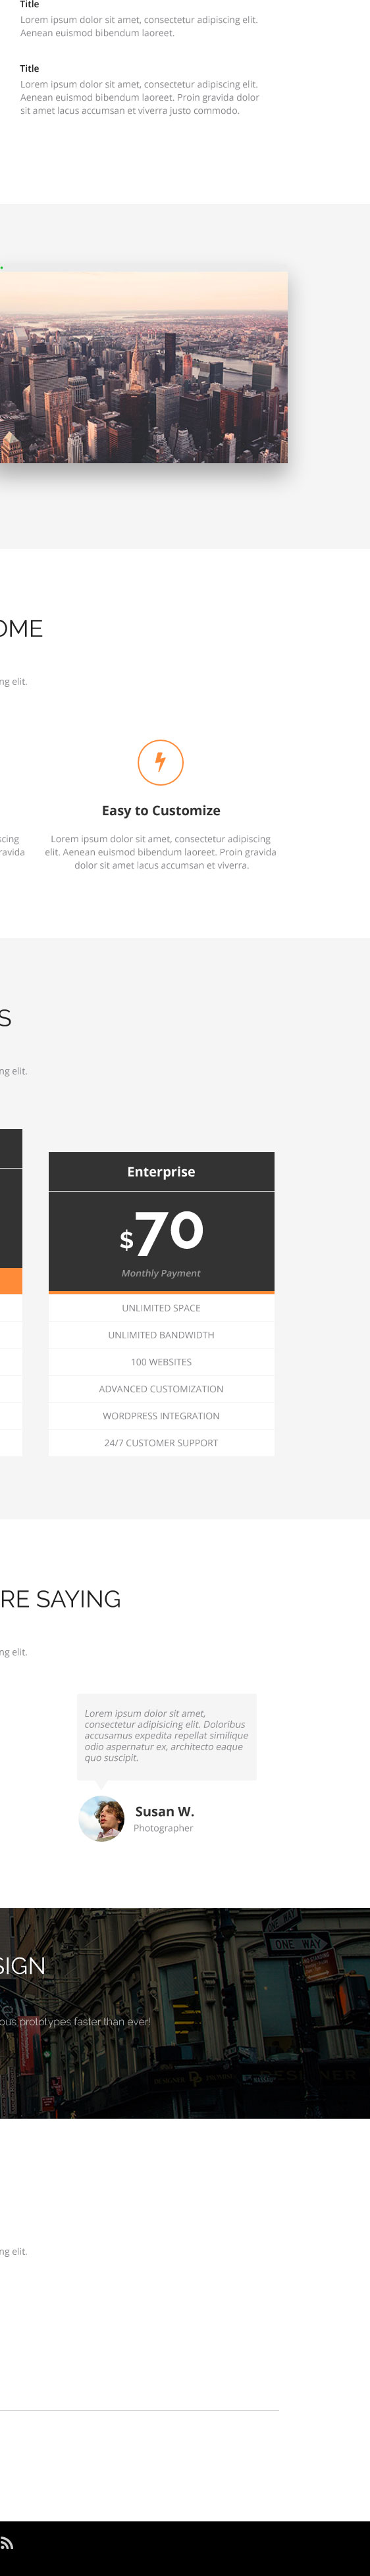 Title
Lorem ipsum dolor sit amet, consectetur adipiscing elit.
Aenean euismod bibendum laoreet.
Title
Lorem ipsum dolor sit amet, consectetur adipiscing elit.
Aenean euismod bibendum laoreet. Proin gravida dolor
sit amet lacus accumsan et viverra justo commodo.
OME
ng elit.
Easy to Customize
scing
ravida
Lorem ipsum dolor sit amet, consectetur adipiscing
elit. Aenean euismod bibendum laoreet. Proin gravida
dolor sit amet lacus accumsan et viverra.
S
ng elit.
Enterprise
$70
Monthly Payment
UNLIMITED SPACE
UNLIMITED BANDWIDTH
100 WEBSITES
ADVANCED CUSTOMIZATION
WORDPRESS INTEGRATION
24/7 CUSTOMER SUPPORT
RE SAYING
ng elit.
Lorem ipsum dolor sit amet,
consectetur adipisicing elit. Doloribus
accusamus expedita repellat similique
odio aspernatur ex, architecto eaque
quo suscipit.
Susan W.
Photographer
ONE WAY
SIGN
ous prototypes faster than ever!
ng elit.